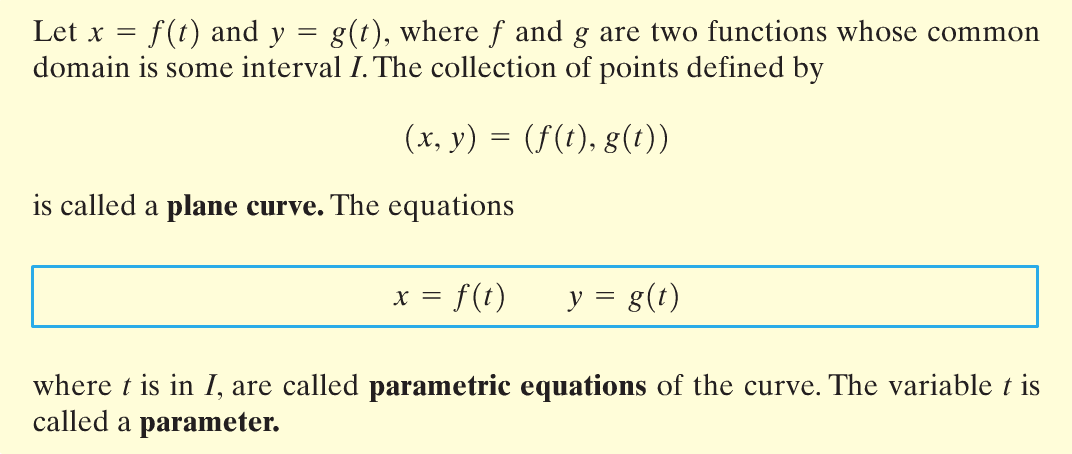 Let x = f(t) and y = g(t), where f and g are two functions whose common
domain is some interval I. The collection of points defined by
(x, y) = (f(t), g(t))
is called a plane curve. The equations
x = f(t) y = g(t)
where t is in I, are called parametric equations of the curve. The variable t is
called a parameter.